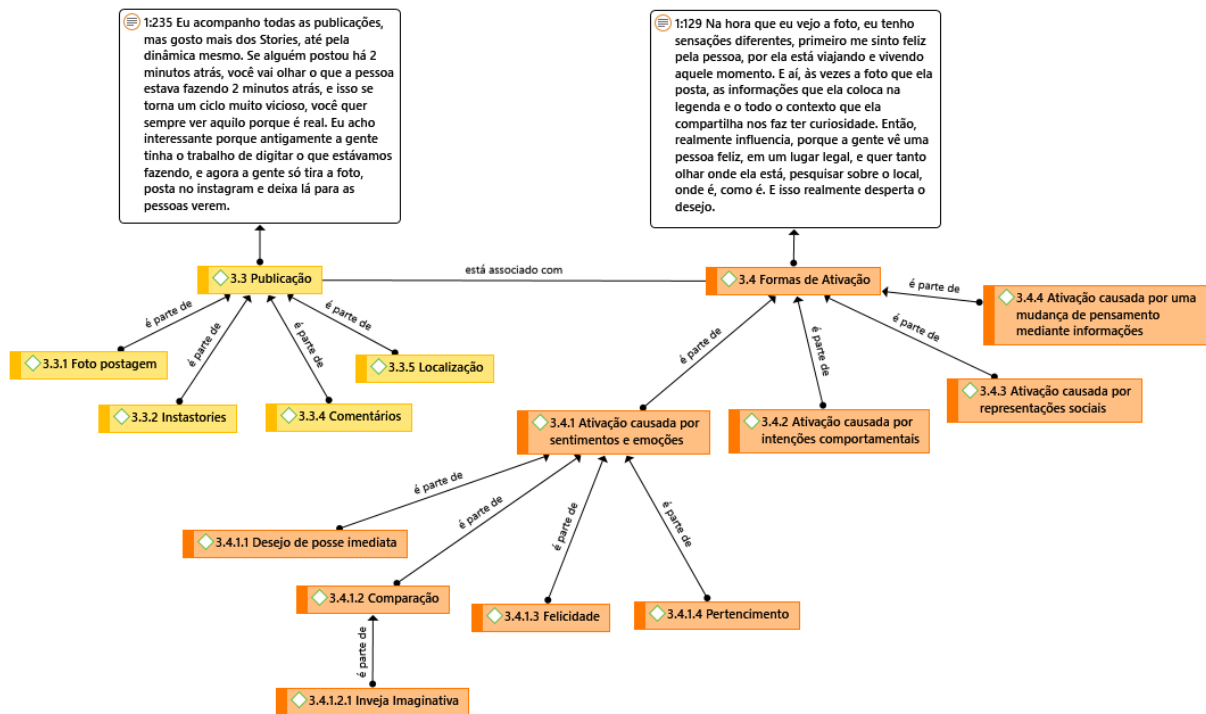 1:235 Eu acompanho todas as publicações,
mas gosto mais dos Stories, até pela
dinâmica mesmo. Se alguém postou há 2
minutos atrás, você vai olhar o que a pessoa
estava fazendo 2 minutos atrás, e isso se
torna um ciclo muito vicioso, você quer
sempre ver aquilo porque é real. Eu acho
interessante porque antigamente a gente
tinha o trabalho de digitar o que estávamos
fazendo, e agora a gente só tira a foto,
posta no instagram e deixa lá para as
pessoas verem.
1:129 Na hora que eu vejo a foto, eu tenho
sensações diferentes, primeiro me sinto feliz
pela pessoa, por ela está viajando e vivendo
aquele momento. E aí, às vezes a foto que ela
posta, as informações que ela coloca na
legenda e o todo o contexto que ela
compartilha nos faz ter curiosidade. Então,
realmente influencia, porque a gente vê uma
pessoa feliz, em um lugar legal, e quer tanto
olhar onde ela está, pesquisar sobre o local,
onde é, como é. E isso realmente desperta o
desejo.
3.3 Publicação
está associado com
3.4 Formas de Ativação
é parte de
3.4.4 Ativação causada por uma
mudança de pensamento
mediante informações
é parte de
é parte de
é parte de
é parte de
3.3.1 Foto postagem
3.3.2 Instastories
3.3.4 Comentários
3.3.5 Localização
é parte de
é parte de
é parte de
3.4.1 Ativação causada por
sentimentos e emoções
3.4.2 Ativação causada por
intenções comportamentais
3.4.3 Ativação causada por
representações sociais
é parte de
é parte de
é parte de
é parte de
3.4.1.1 Desejo de posse imediata
3.4.1.2 Comparação
3.4.1.3 Felicidade
3.4.1.4 Pertencimento
é parte de
3.4.1.2.1 Inveja Imaginativa